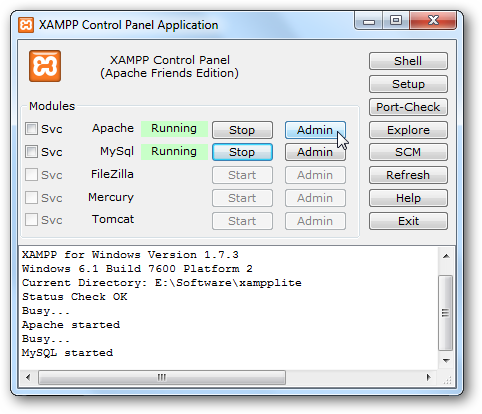 XAMPP Control Panel Application
XAMPP Control Panel
(Apache Friends Edition)
Shell
Setup
Port-Check
Explore
SCM
Refresh
Help
Exit
Modules
Svc Apache Running Stop Admin
Svc MySql Running Stop Admin
Svc FileZilla Start Admin
Svc Mercury Start Admin
Svc Tomcat Start Admin
XAMPP for Windows Version 1.7.3
Windows 6.1 Build 7600 Platform 2
Current Directory: E:\Software\xampplite
Status Check OK
Busy...
Apache started
Busy...
MySQL started